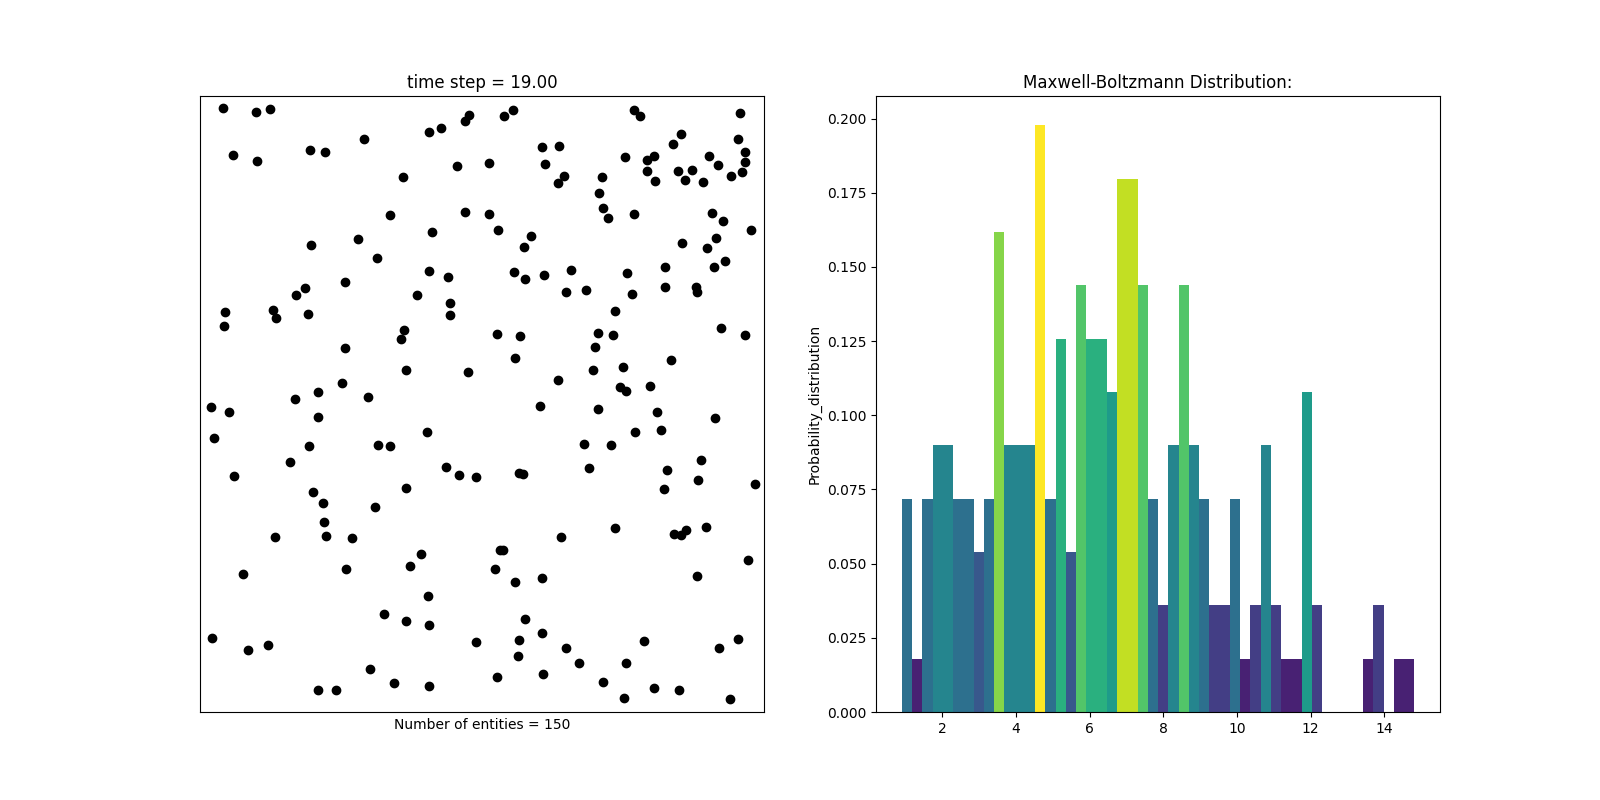 time step = 19.00
Number of entities = 150
Maxwell-Boltzmann Distribution:
Probability_distribution
0.200
0.175
0.150
0.125
0.100
0.075
0.050
0.025
0.000
2 4 6 8 10 12 14